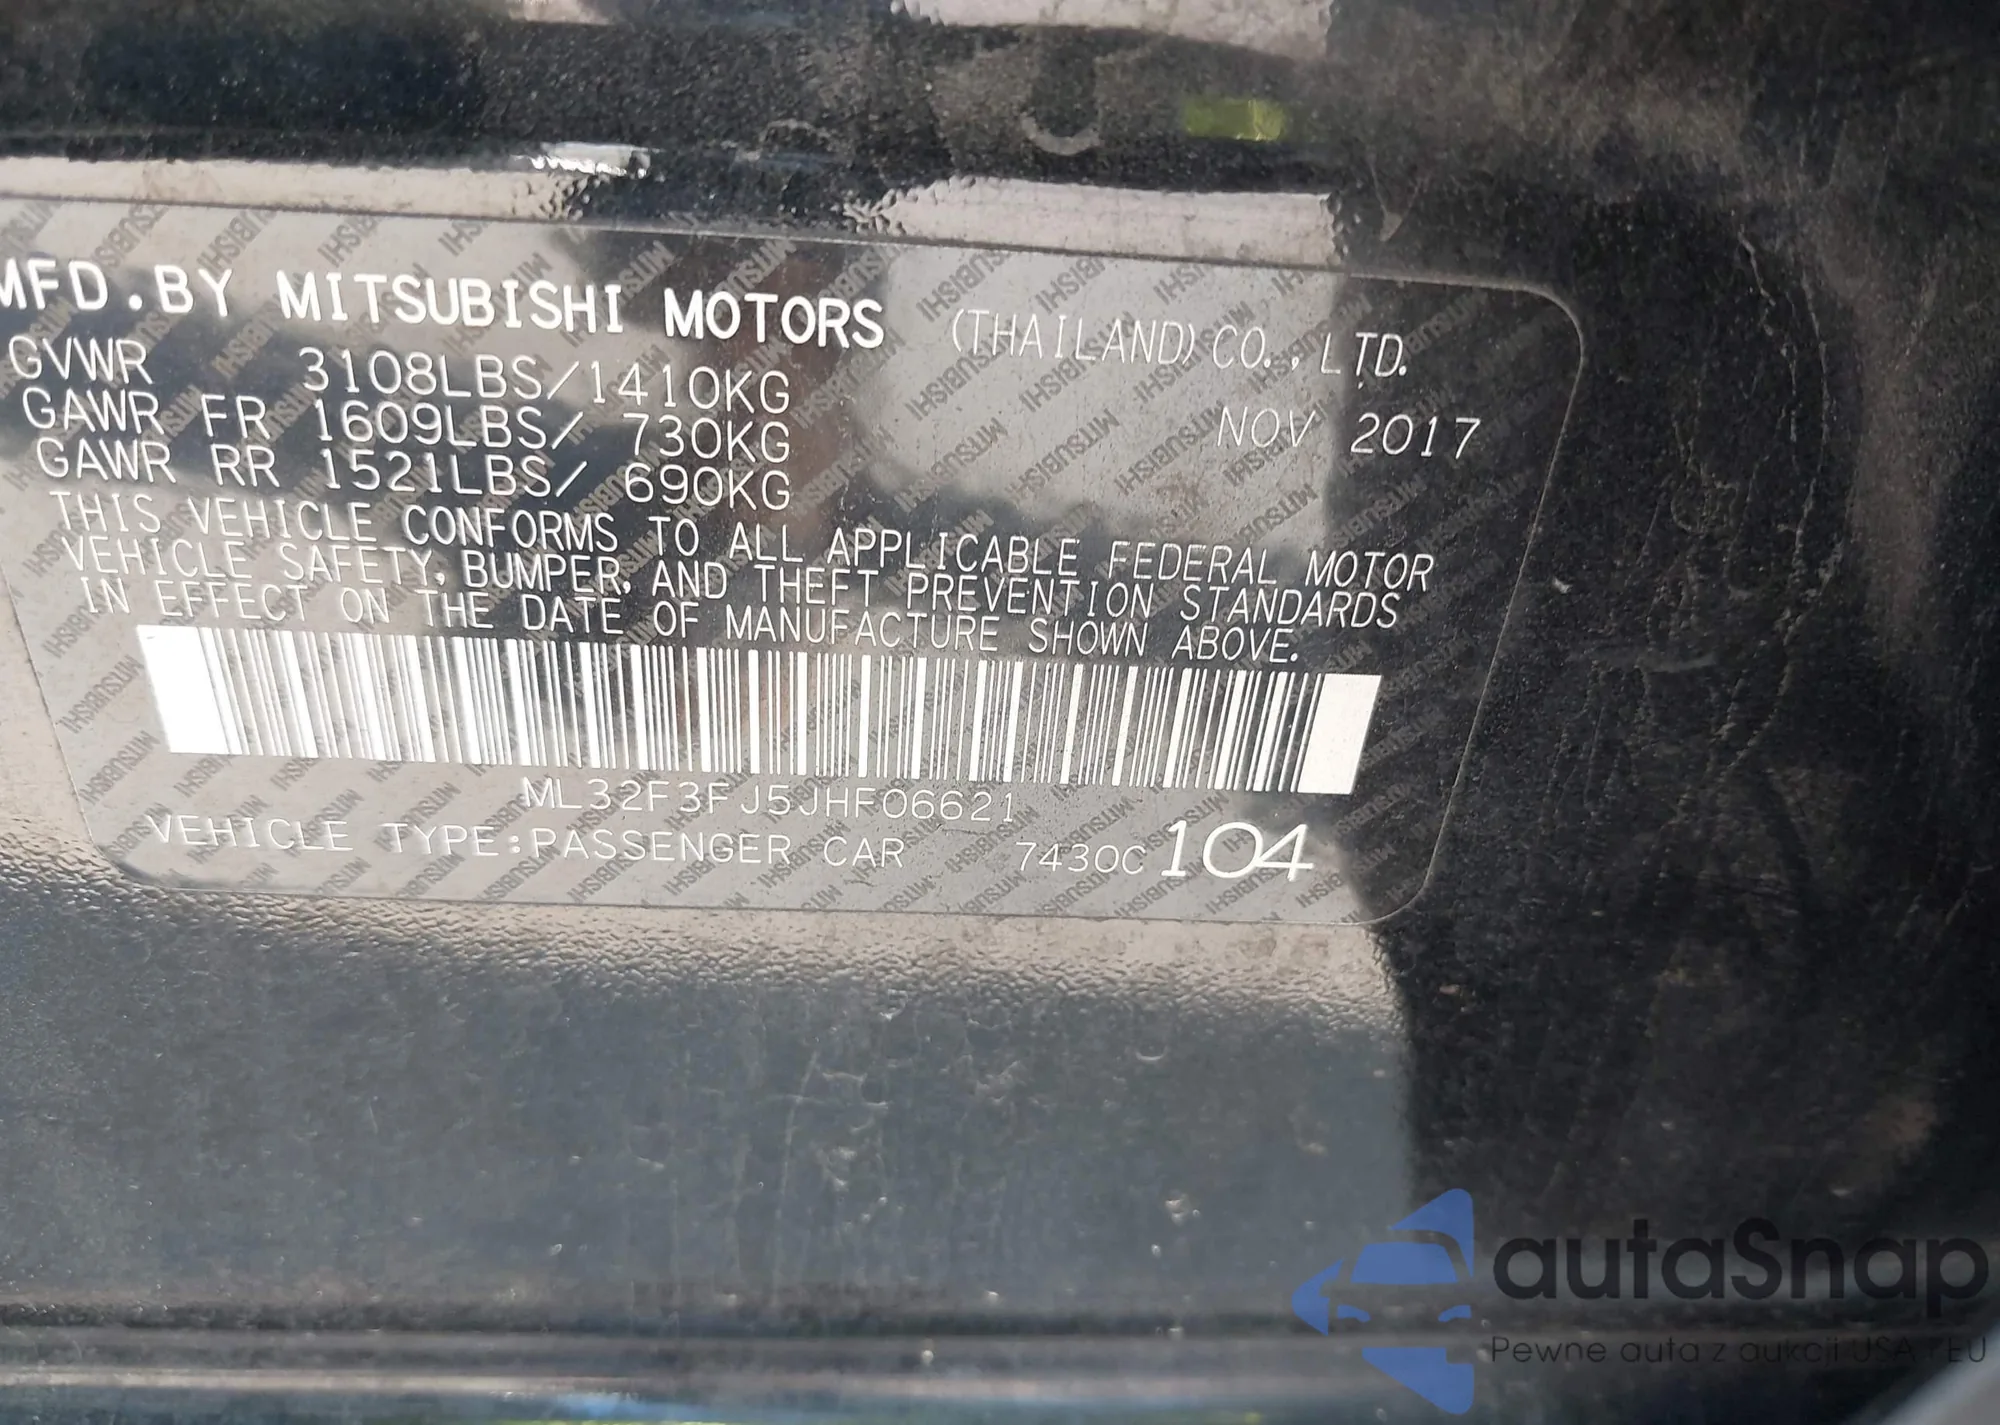 MFD.BY MITSUBISHI MOTORS (THAILAND) CO., LTD.
GVWR 3108LBS/1410KG NOV 2017
GAWR FR 1609LBS/ 730KG
GAWR RR 1521LBS/ 690KG
THIS VEHICLE CONFORMS TO ALL APPLICABLE FEDERAL MOTOR
VEHICLE SAFETY, BUMPER, AND THEFT PREVENTION STANDARDS
IN EFFECT ON THE DATE OF MANUFACTURE SHOWN ABOVE.
ML32F3FJ5JHF06621
VEHICLE TYPE:PASSENGER CAR 7430C 104
autaSnap
Pewne auta z aukcji USA i EU